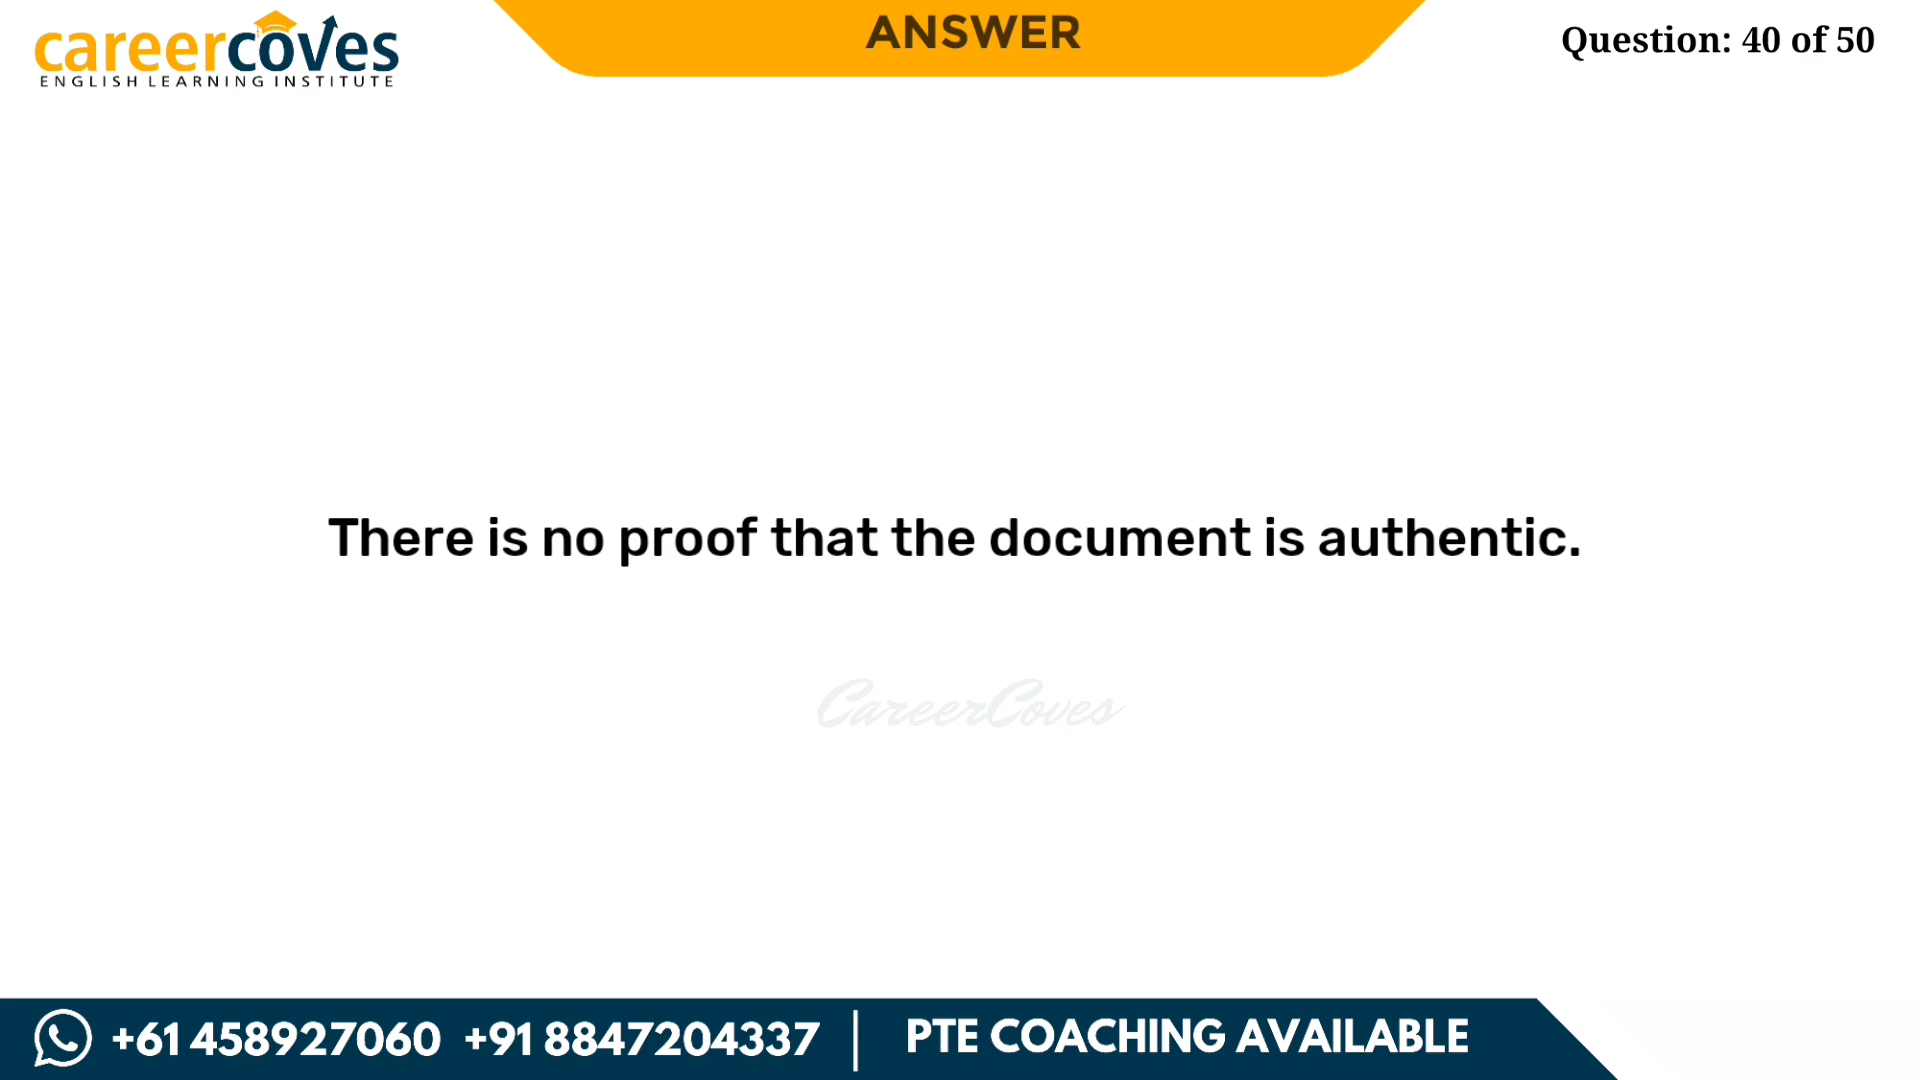 careercoves
ENGLISH LEARNING INSTITUTE
ANSWER
Question: 40 of 50
There is no proof that the document is authentic.
CareerCoves
+61 458927060 +91 8847204337 | PTE COACHING AVAILABLE